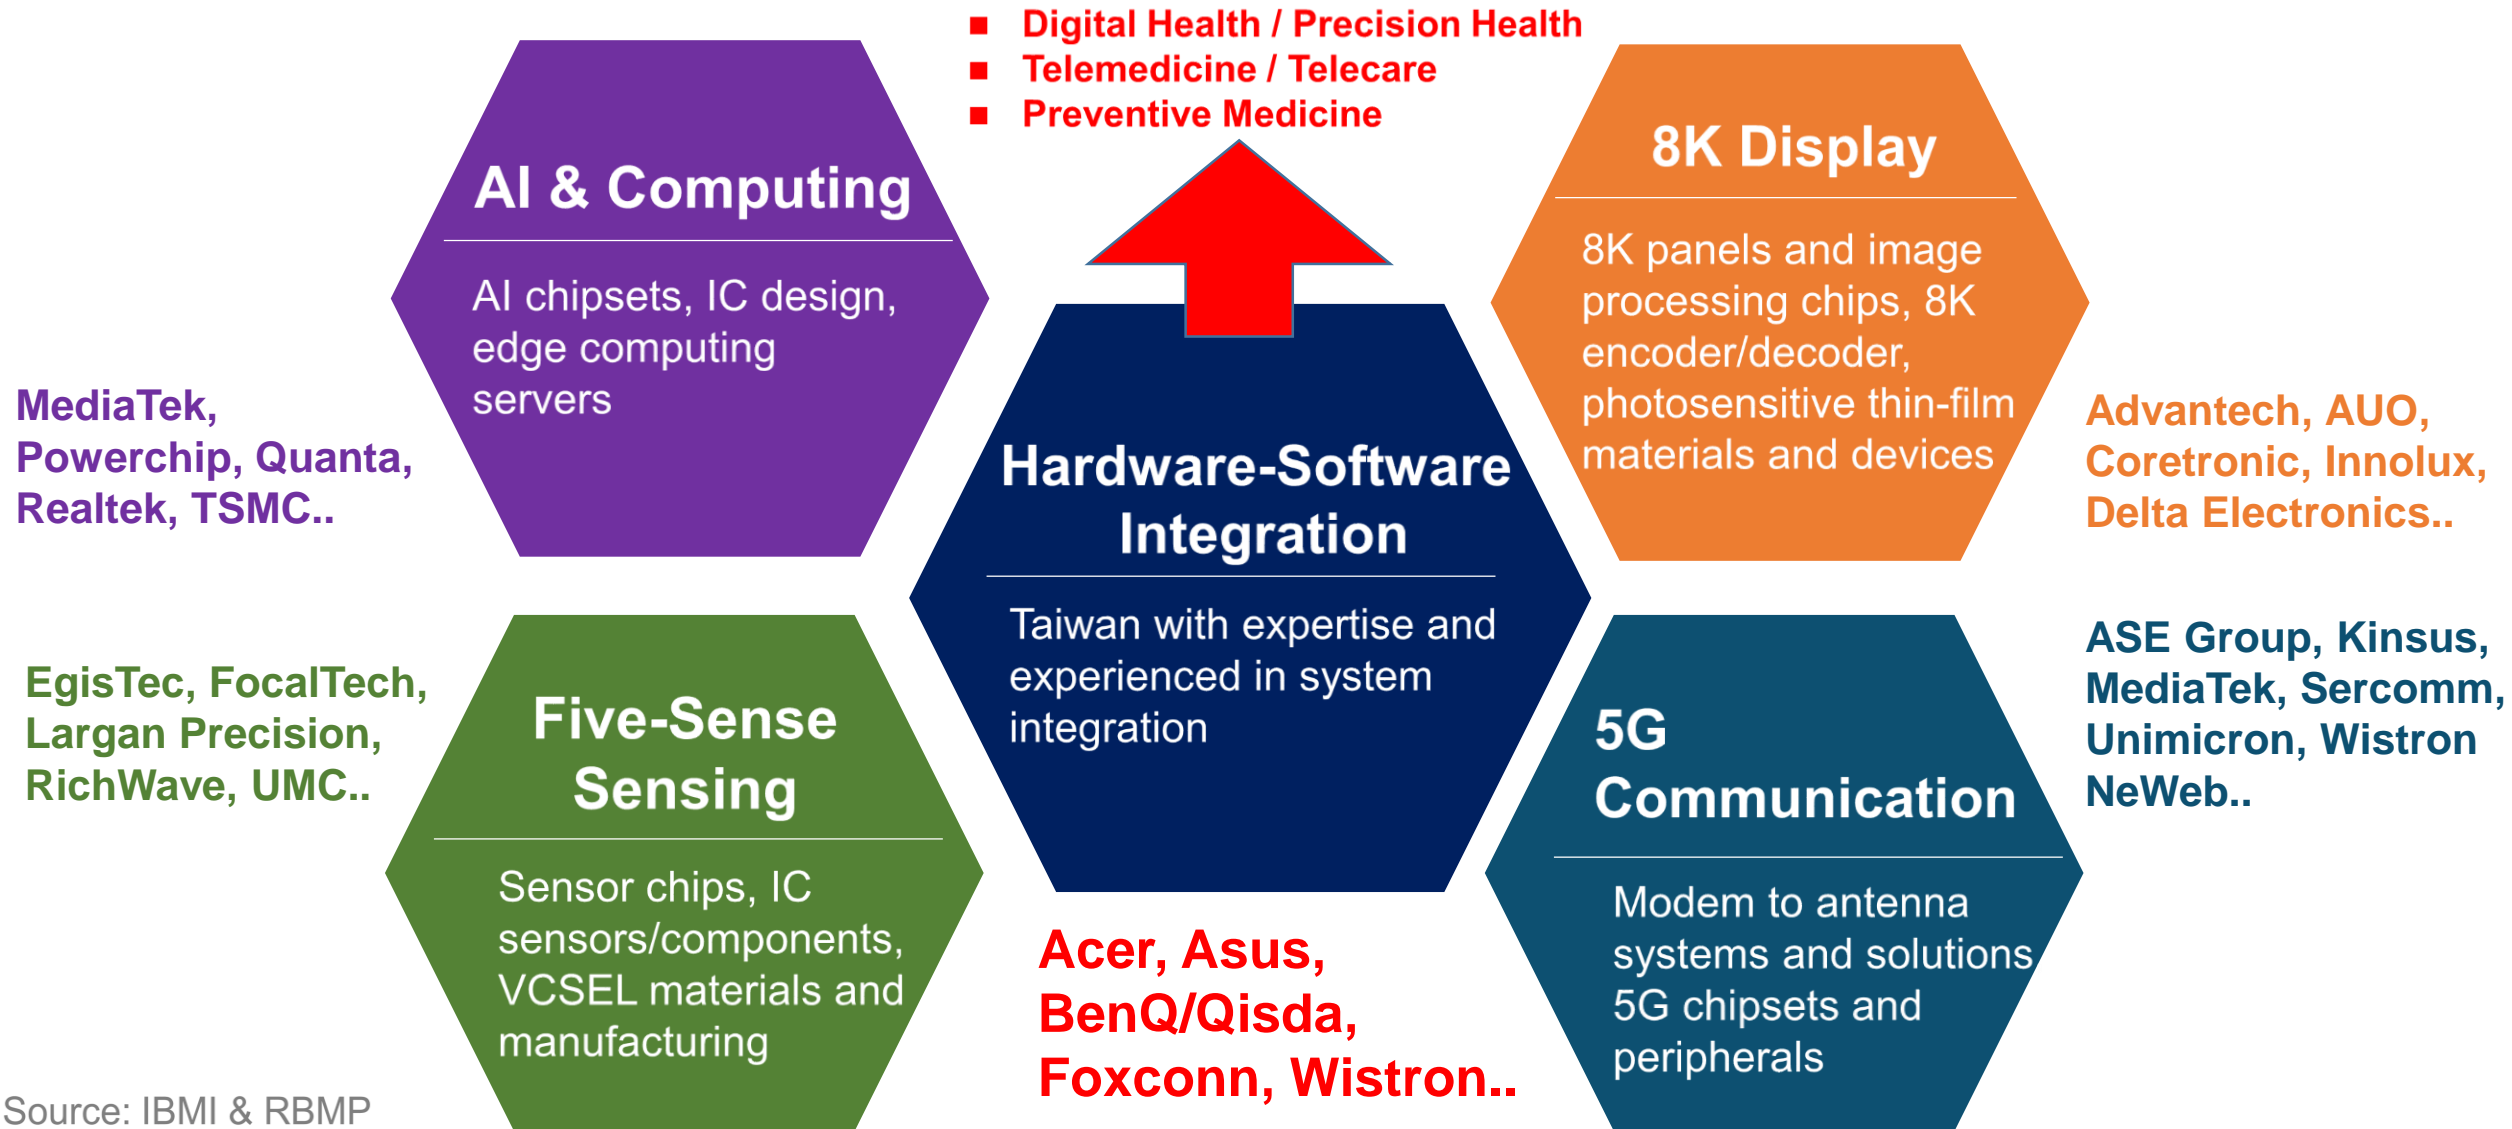 ■ Digital Health / Precision Health
■ Telemedicine / Telecare
■ Preventive Medicine
AI & Computing
AI chipsets, IC design,
edge computing
servers
MediaTek,
Powerchip, Quanta,
Realtek, TSMC..
8K Display
8K panels and image
processing chips, 8K
encoder/decoder,
photosensitive thin-film
materials and devices
Advantech, AUO,
Coretronic, Innolux,
Delta Electronics..
Hardware-Software
Integration
Taiwan with expertise and
experienced in system
integration
Acer, Asus,
BenQ/Qisda,
Foxconn, Wistron..
EgisTec, FocalTech,
Largan Precision,
RichWave, UMC..
Five-Sense
Sensing
Sensor chips, IC
sensors/components,
VCSEL materials and
manufacturing
5G
Communication
Modem to antenna
systems and solutions
5G chipsets and
peripherals
ASE Group, Kinsus,
MediaTek, Sercomm,
Unimicron, Wistron
NeWeb..
Source: IBMI & RBMP